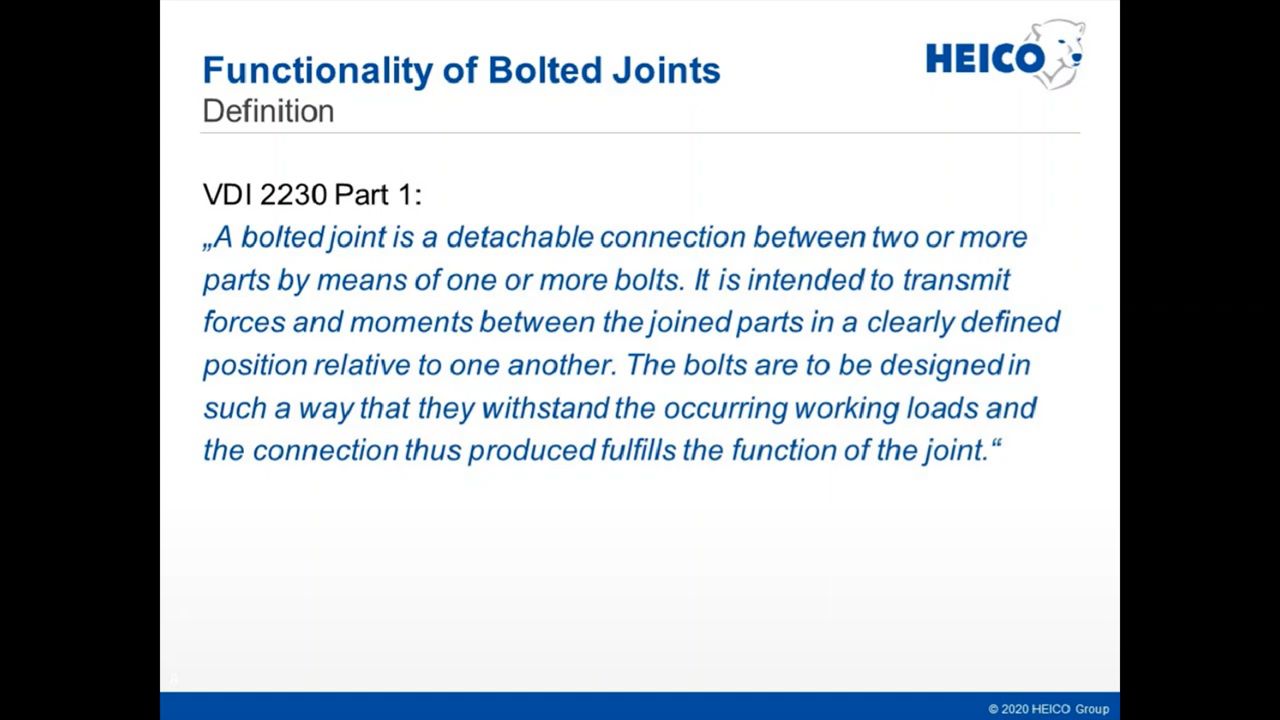 Functionality of Bolted Joints
HEICO
Definition
VDI 2230 Part 1:
„A bolted joint is a detachable connection between two or more
parts by means of one or more bolts. It is intended to transmit
forces and moments between the joined parts in a clearly defined
position relative to one another. The bolts are to be designed in
such a way that they withstand the occurring working loads and
the connection thus produced fulfills the function of the joint.“
© 2020 HEICO Group